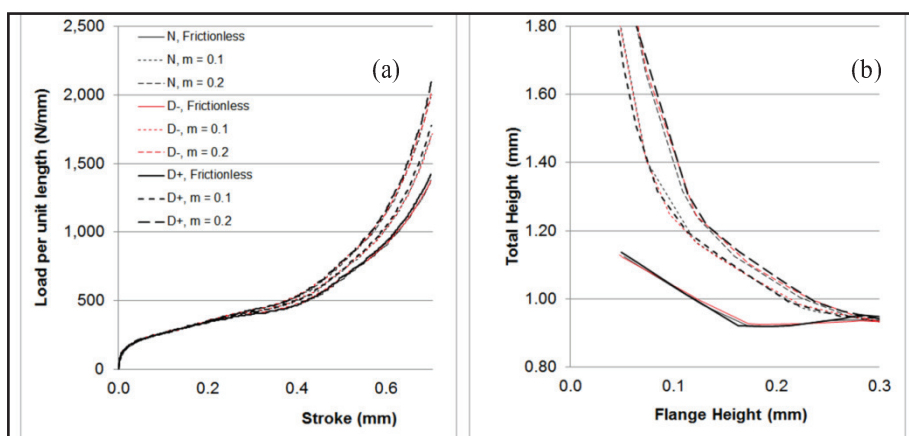 2,500
2,000
1,500
1,000
500
0
Load per unit length (N/mm)
0.0
0.2
0.4
0.6
Stroke (mm)
N, Frictionless
N, m = 0.1
N, m = 0.2
D-, Frictionless
D-, m = 0.1
D-, m = 0.2
D+, Frictionless
D+, m = 0.1
D+, m = 0.2
(a)
1.80
1.60
1.40
1.20
1.00
0.80
Total Height (mm)
0.0
0.1
0.2
0.3
Flange Height (mm)
(b)